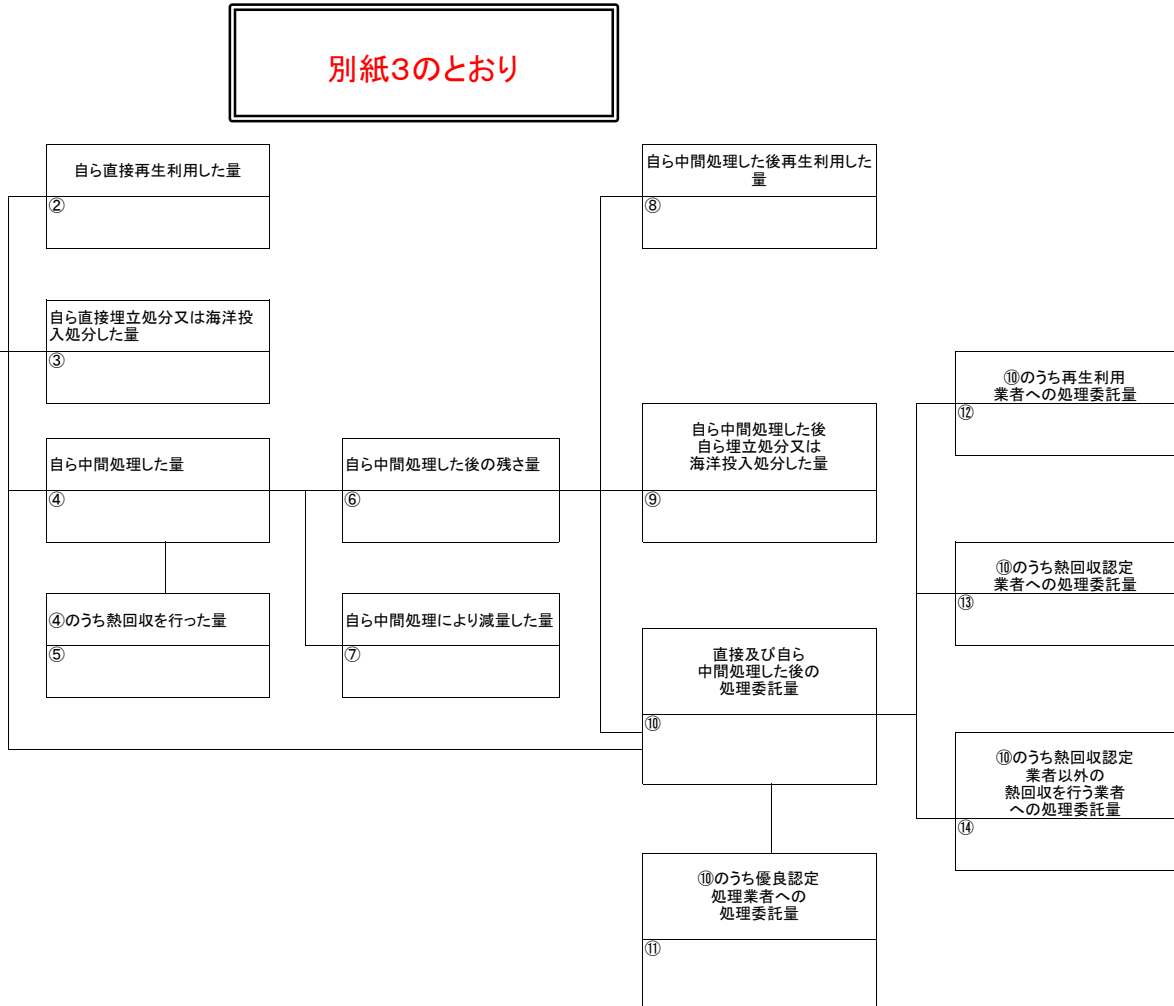 別紙3のとおり
自ら直接再生利用した量
②
自ら直接埋立処分又は海洋投
入処分した量
③
自ら中間処理した量
④
④のうち熱回収を行った量
⑤
自ら中間処理した後の残さ量
⑥
自ら中間処理により減量した量
⑦
自ら中間処理した後再生利用した
量
⑧
自ら中間処理した後
自ら埋立処分又は
海洋投入処分した量
⑨
直接及び自ら
中間処理した後の
処理委託量
⑩
⑩のうち優良認定
処理業者への
処理委託量
⑪
⑩のうち再生利用
業者への処理委託量
⑫
⑩のうち熱回収認定
業者への処理委託量
⑬
⑩のうち熱回収認定
業者以外の
熱回収を行う業者
への処理委託量
⑭